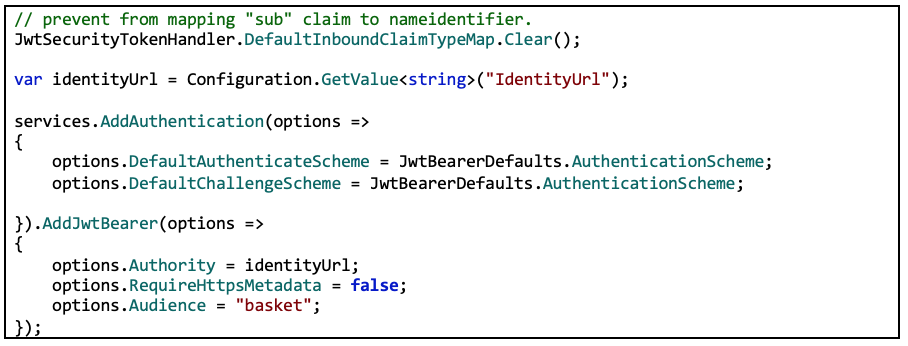 // prevent from mapping "sub" claim to nameidentifier.
JwtSecurityTokenHandler.DefaultInboundClaimTypeMap.Clear();
var identityUrl = Configuration.GetValue<string>("IdentityUrl");
services.AddAuthentication(options =>
{
    options.DefaultAuthenticateScheme = JwtBearerDefaults.AuthenticationScheme;
    options.DefaultChallengeScheme = JwtBearerDefaults.AuthenticationScheme;
}).AddJwtBearer(options =>
{
    options.Authority = identityUrl;
    options.RequireHttpsMetadata = false;
    options.Audience = "basket";
});